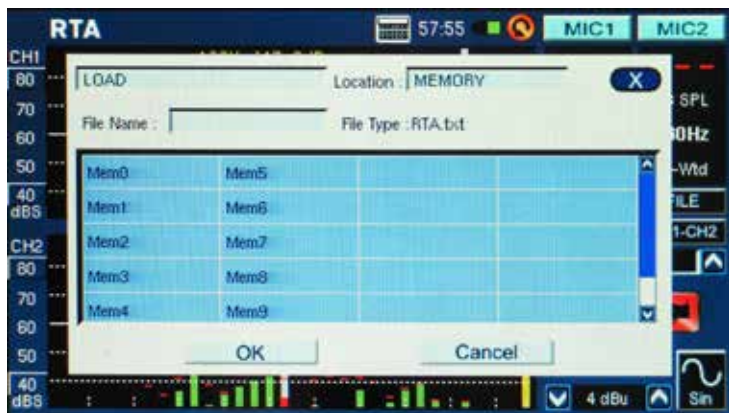 RTA 57:55 MIC1 MIC2
CH1
80
70
60
50
40
dBS
CH2
80
70
60
50
40
dBS
LOAD Location : MEMORY X
File Name : File Type :RTA.txt
Mem0 Mem5
Mem1 Mem6
Mem2 Mem7
Mem3 Mem8
Mem4 Mem9
OK Cancel
SPL
0Hz
-Wtd
FILE
1-CH2
4 dBu Sin